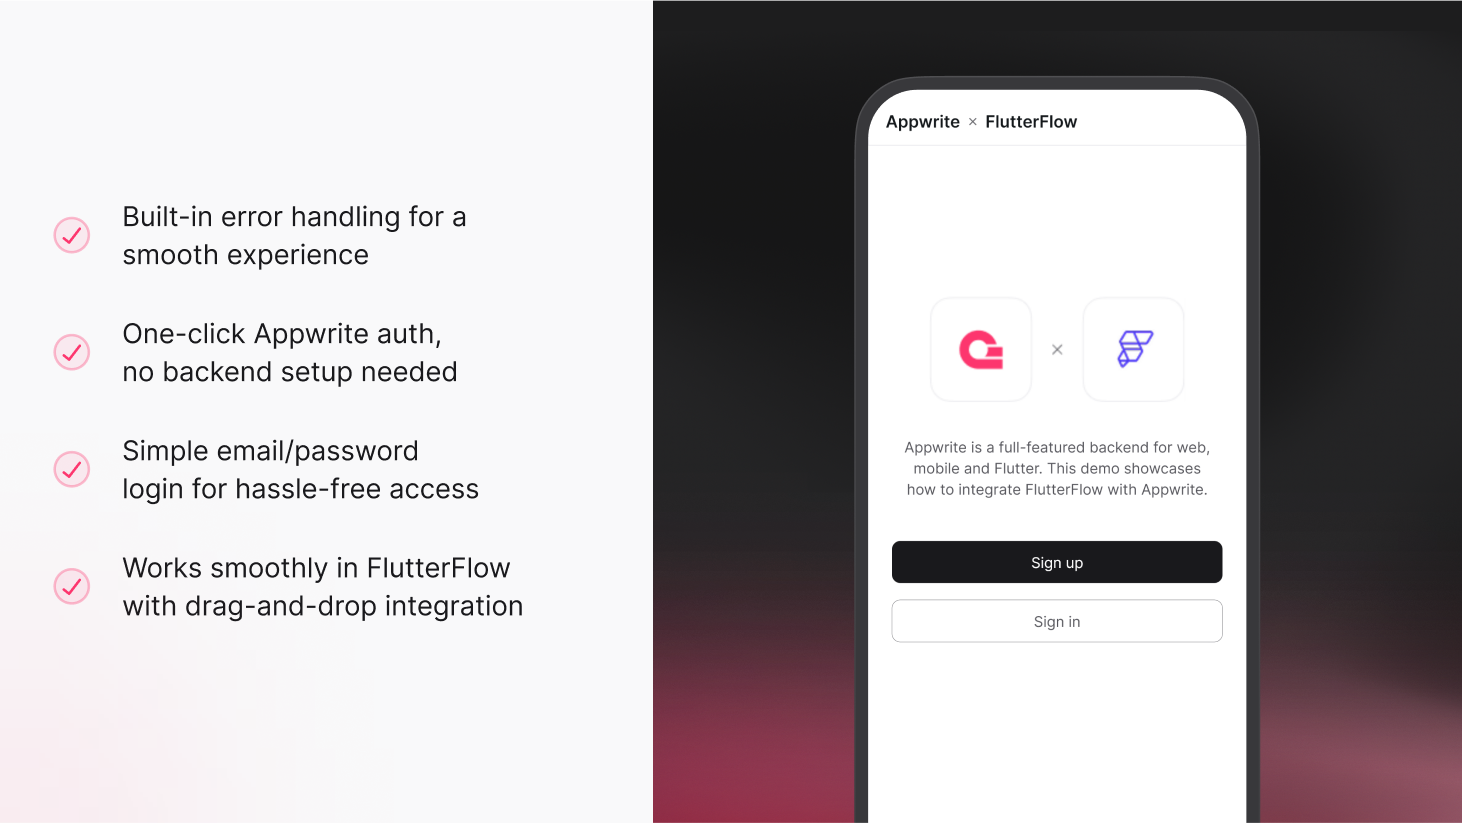 Built-in error handling for a
smooth experience
One-click Appwrite auth,
no backend setup needed
Simple email/password
login for hassle-free access
Works smoothly in FlutterFlow
with drag-and-drop integration
Appwrite × FlutterFlow
×
Appwrite is a full-featured backend for web,
mobile and Flutter. This demo showcases
how to integrate FlutterFlow with Appwrite.
Sign up
Sign in